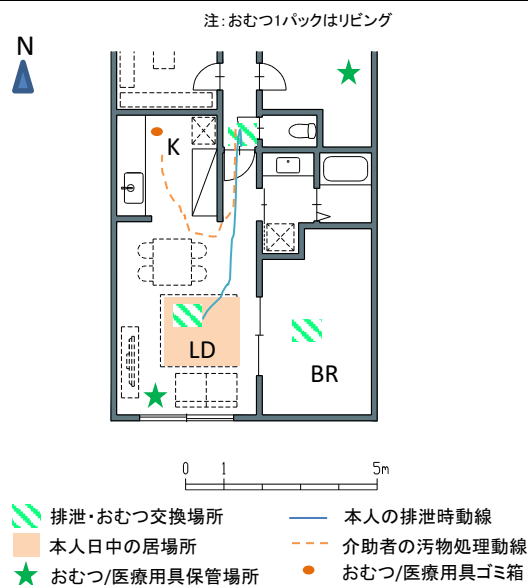 注：おむつ1パックはリビング
N
K
LD
BR
0 1 5m
排泄・おむつ交換場所
本人の排泄時動線
本人日中の居場所
介助者の汚物処理動線
おむつ/医療用具保管場所
おむつ/医療用具ゴミ箱